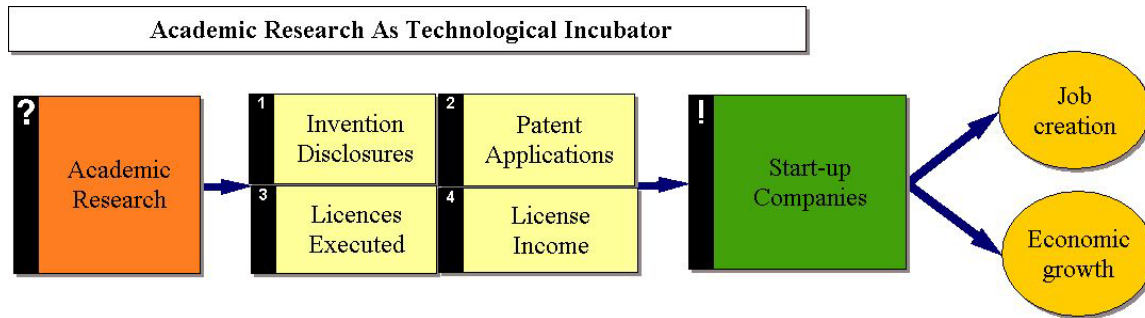 Academic Research As Technological Incubator
?
Academic
Research
1
Invention
Disclosures
2
Patent
Applications
3
Licences
Executed
4
License
Income
!
Start-up
Companies
Job
creation
Economic
growth